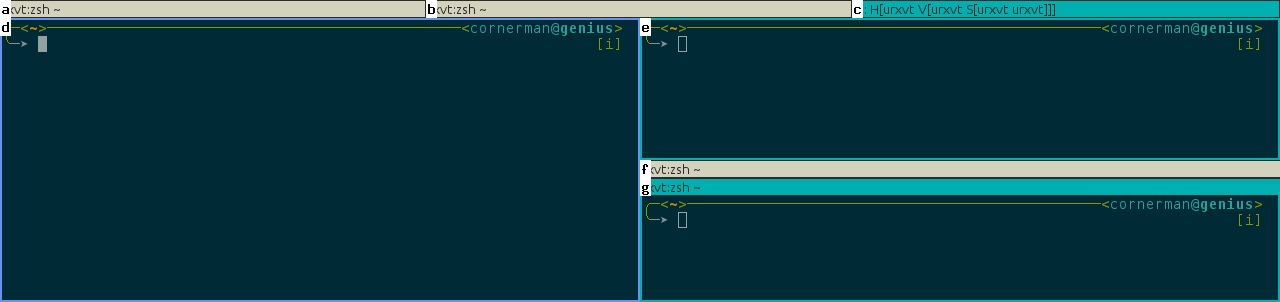 a xvt:zsh ~ b xvt:zsh ~ c : H[urxvt V[urxvt S[urxvt urxvt]]]
d <~> <cornerman@genius>
➤ [i]
e <~> <cornerman@genius>
➤ [i]
f xvt:zsh ~
g xvt:zsh ~
<~> <cornerman@genius>
➤ [i]